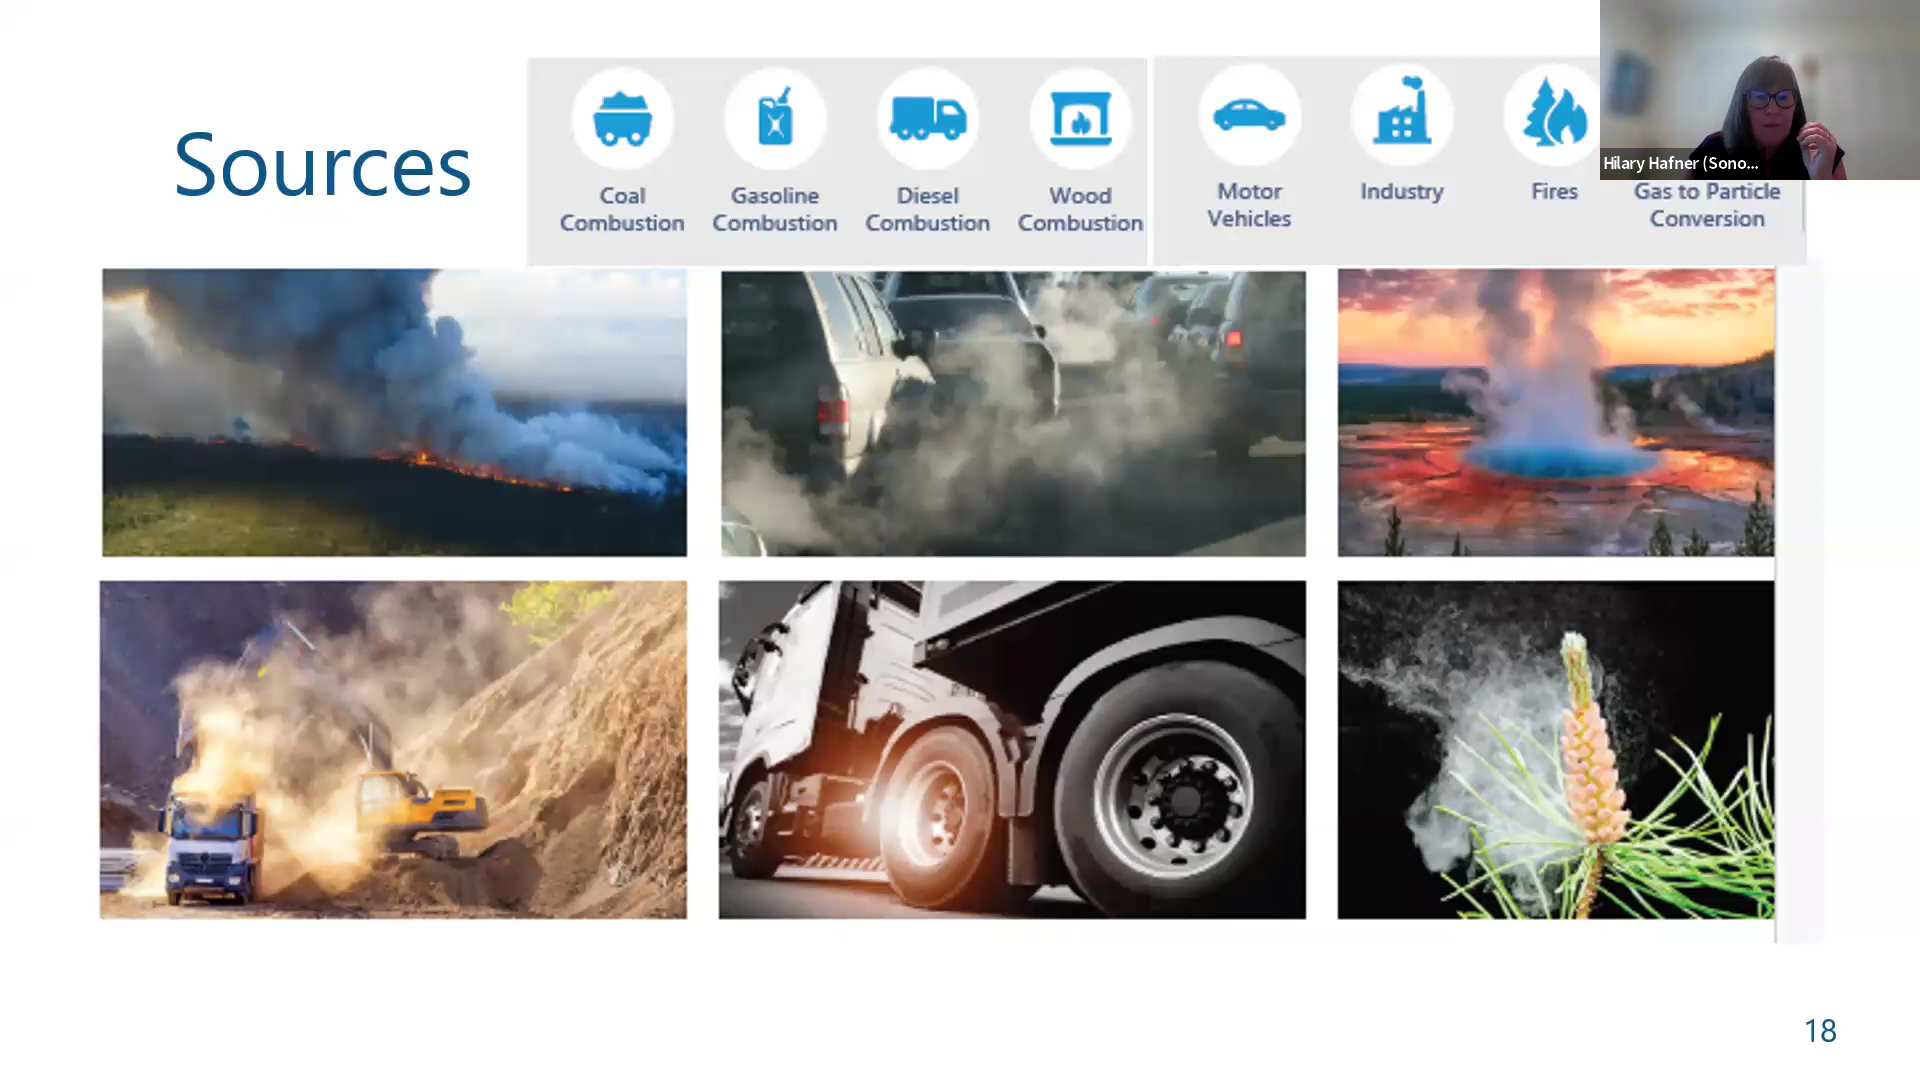 Sources
Coal
Combustion
Gasoline
Combustion
Diesel
Combustion
Wood
Combustion
Motor
Vehicles
Industry
Fires
Gas to Particle
Conversion
Hilary Hafner (Sono...
18